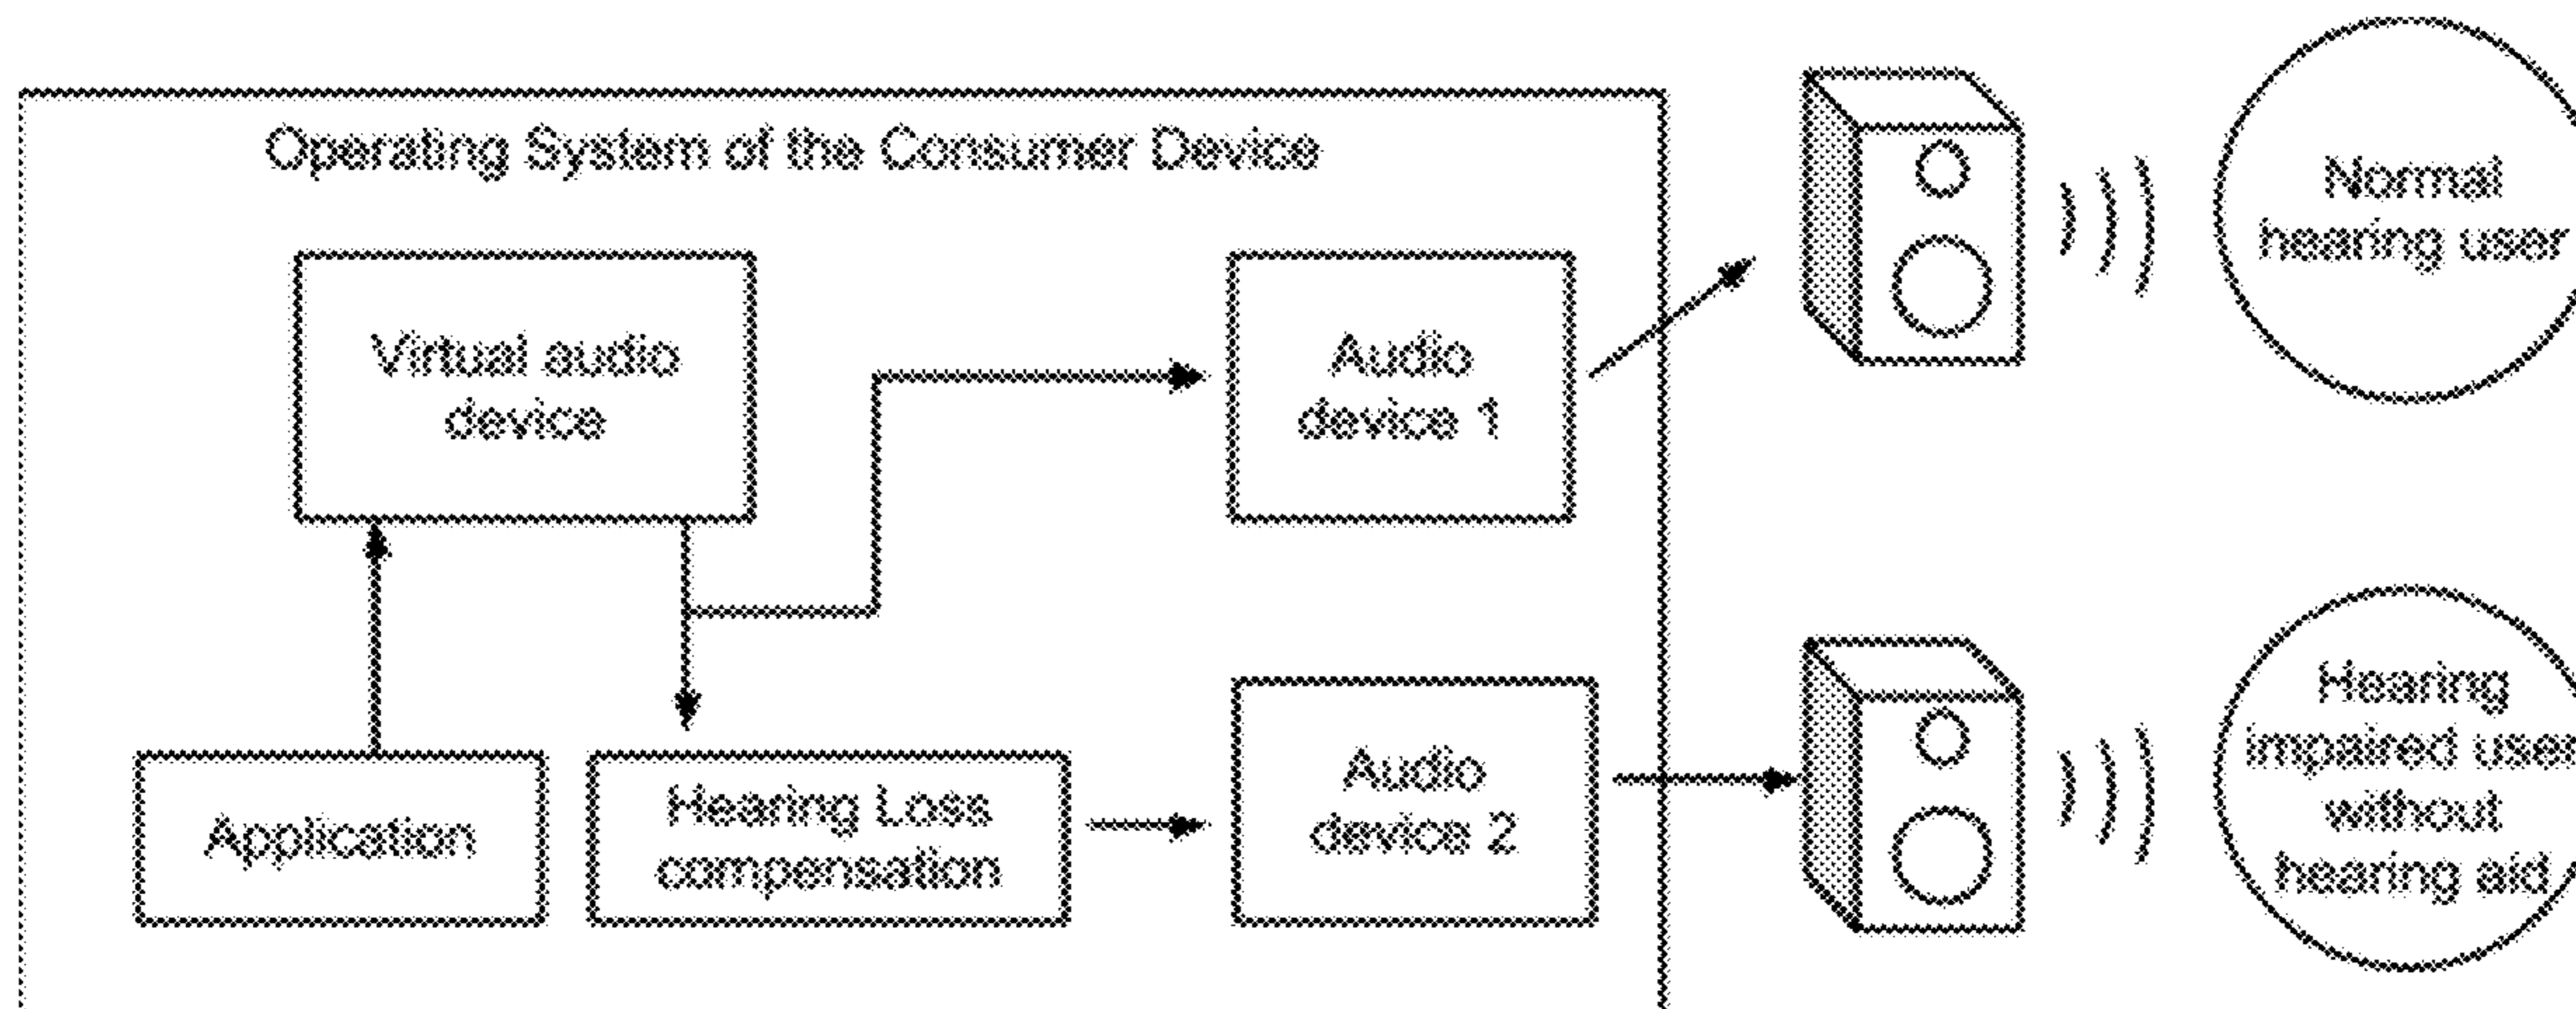 Operating System of the Consumer Device
Virtual audio
device
Audio
device 1
Normal
hearing user
Application
Hearing Loss
compensation
Audio
device 2
Hearing
impaired user
without
hearing aid